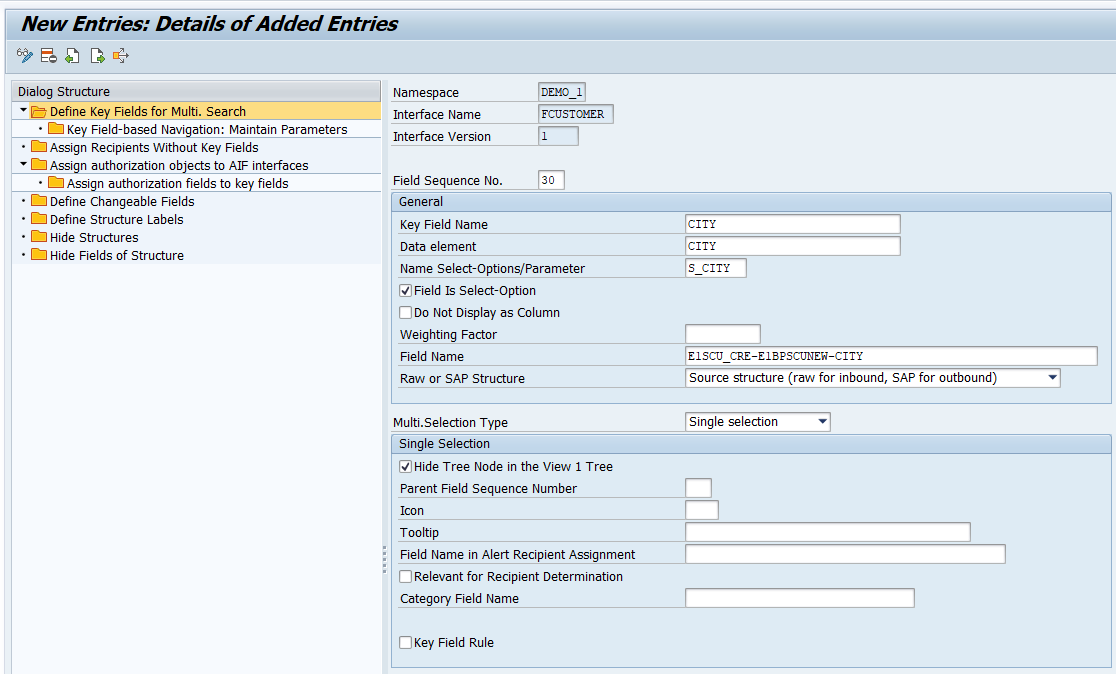 New Entries: Details of Added Entries
Dialog Structure
Define Key Fields for Multi. Search
Key Field-based Navigation: Maintain Parameters
Assign Recipients Without Key Fields
Assign authorization objects to AIF interfaces
Assign authorization fields to key fields
Define Changeable Fields
Define Structure Labels
Hide Structures
Hide Fields of Structure
Namespace DEMO_1
Interface Name FCUSTOMER
Interface Version 1
Field Sequence No. 30
General
Key Field Name CITY
Data element CITY
Name Select-Options/Parameter S_CITY
Field Is Select-Option
Do Not Display as Column
Weighting Factor
Field Name E1SCU_CRE-E1BPSCUNEW-CITY
Raw or SAP Structure Source structure (raw for inbound, SAP for outbound)
Multi.Selection Type Single selection
Single Selection
Hide Tree Node in the View 1 Tree
Parent Field Sequence Number
Icon
Tooltip
Field Name in Alert Recipient Assignment
Relevant for Recipient Determination
Category Field Name
Key Field Rule